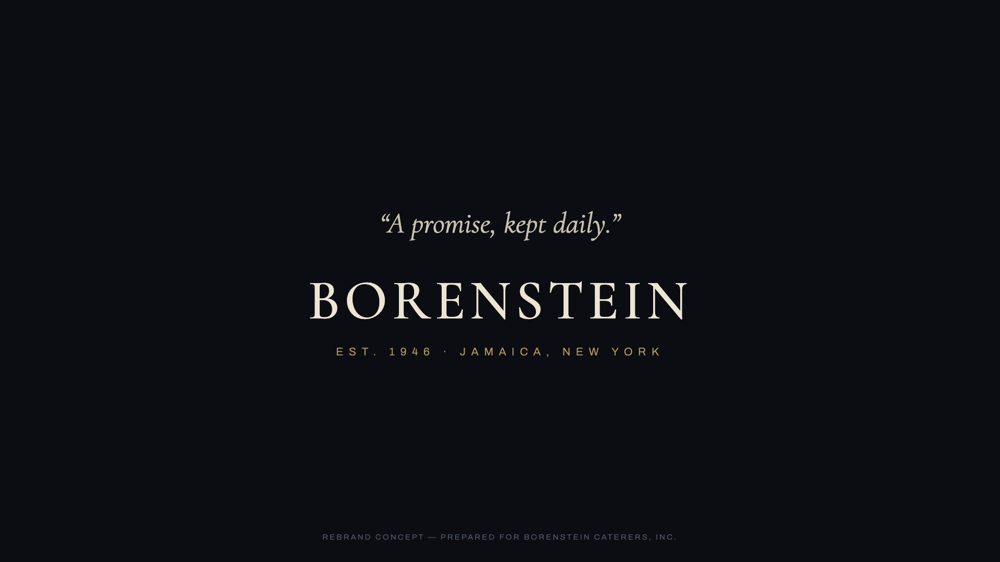 “A promise, kept daily.”
BORENSTEIN
EST. 1946 · JAMAICA, NEW YORK
REBRAND CONCEPT — PREPARED FOR BORENSTEIN CATERERS, INC.